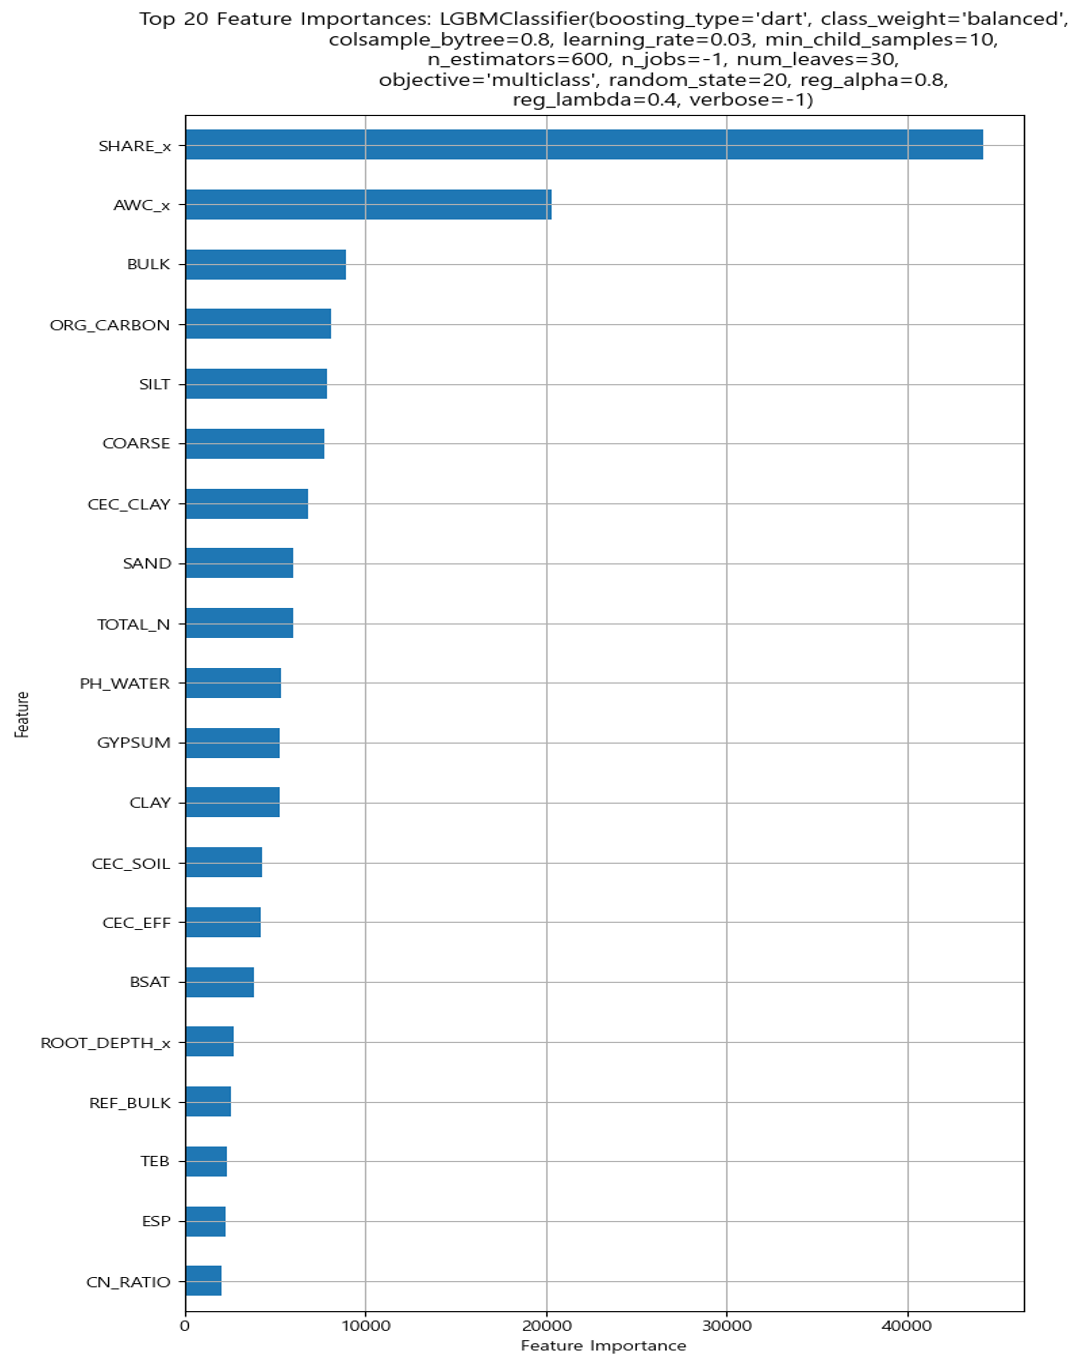 Top 20 Feature Importances: LGBMClassifier(boosting_type='dart', class_weight='balanced',
colsample_bytree=0.8, learning_rate=0.03, min_child_samples=10,
n_estimators=600, n_jobs=-1, num_leaves=30,
objective='multiclass', random_state=20, reg_alpha=0.8,
reg_lambda=0.4, verbose=-1)
SHARE_x
AWC_x
BULK
ORG_CARBON
SILT
COARSE
CEC_CLAY
SAND
TOTAL_N
PH_WATER
GYPSUM
CLAY
CEC_SOIL
CEC_EFF
BSAT
ROOT_DEPTH_x
REF_BULK
TEB
ESP
CN_RATIO
Feature
0 10000 20000 30000 40000
Feature Importance